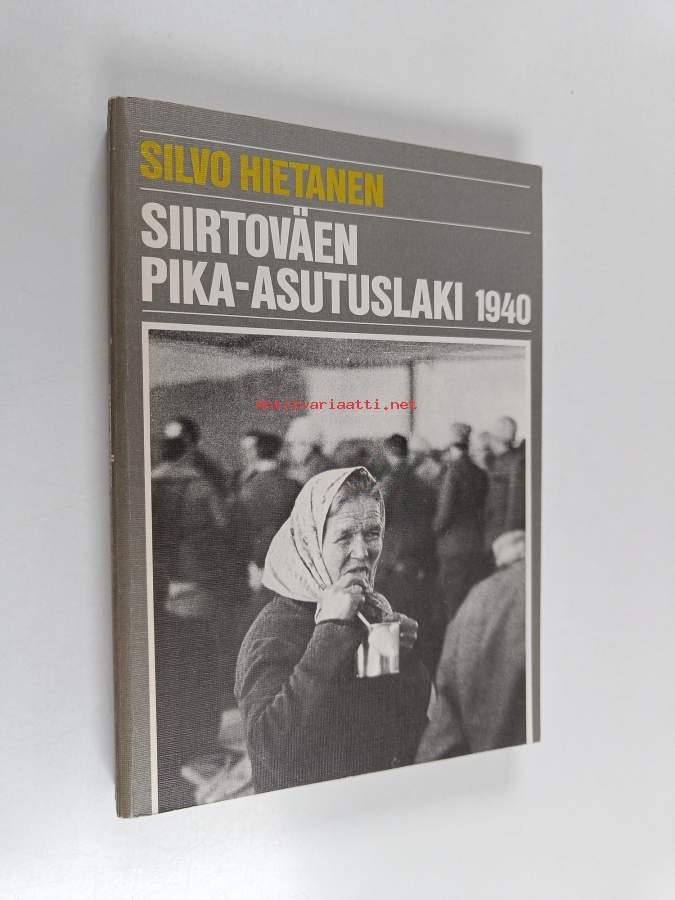 SILVO HIETANEN
SIIRTOVÄEN
PIKA-ASUTUSLAKI 1940
Antikvariaatti.net